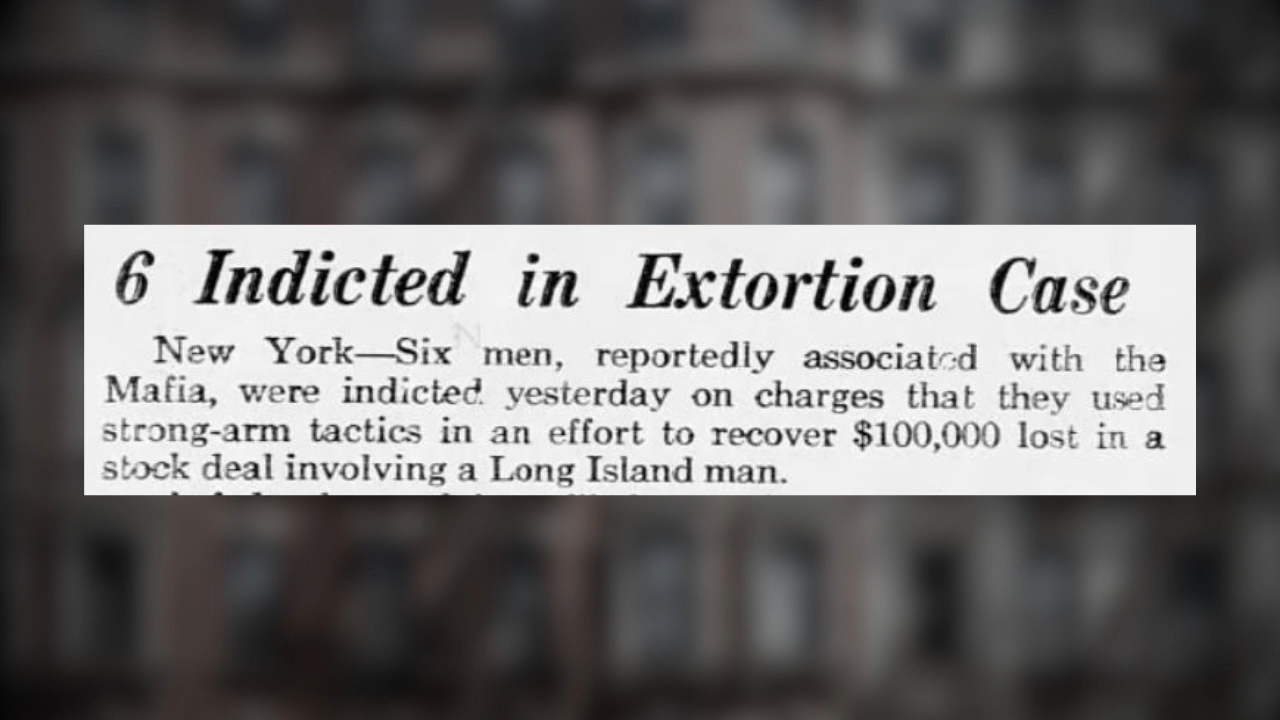 6 Indicted in Extortion Case
New York—Six men, reportedly associated with the
Mafia, were indicted yesterday on charges that they used
strong-arm tactics in an effort to recover $100,000 lost in a
stock deal involving a Long Island man.